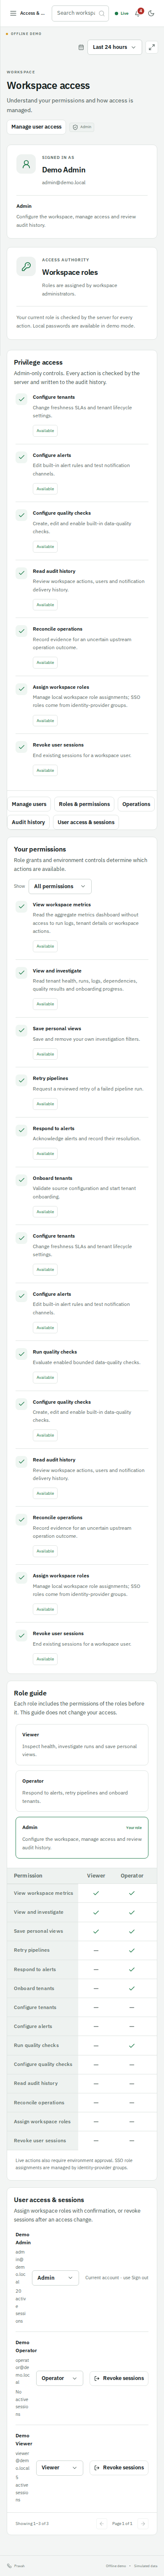 Access & ...
Search worksp
Live
4
OFFLINE DEMO
Last 24 hours
WORKSPACE
Workspace access
Understand your permissions and how access is
managed.
Manage user access
Admin
SIGNED IN AS
Demo Admin
admin@demo.local
Admin
Configure the workspace, manage access and review
audit history.
ACCESS AUTHORITY
Workspace roles
Roles are assigned by workspace
administrators.
Your current role is checked by the server for every
action. Local passwords are available in demo mode.
Privilege access
Admin-only controls. Every action is checked by the
server and written to the audit history.
Configure tenants
Change freshness SLAs and tenant lifecycle
settings.
Available
Configure alerts
Edit built-in alert rules and test notification
channels.
Available
Configure quality checks
Create, edit and enable built-in data-quality
checks.
Available
Read audit history
Review workspace actions, users and notification
delivery history.
Available
Reconcile operations
Record evidence for an uncertain upstream
operation outcome.
Available
Assign workspace roles
Manage local workspace role assignments; SSO
roles come from identity-provider groups.
Available
Revoke user sessions
End existing sessions for a workspace user.
Available
Manage users
Roles & permissions
Operations
Audit history
User access & sessions
Your permissions
Role grants and environment controls determine which
actions are available.
Show
All permissions
View workspace metrics
Read the aggregate metrics dashboard without
access to run logs, tenant details or workspace
actions.
Available
View and investigate
Read tenant health, runs, logs, dependencies,
quality results and onboarding progress.
Available
Save personal views
Save and remove your own investigation filters.
Available
Retry pipelines
Request a reviewed retry of a failed pipeline run.
Available
Respond to alerts
Acknowledge alerts and record their resolution.
Available
Onboard tenants
Validate source configuration and start tenant
onboarding.
Available
Configure tenants
Change freshness SLAs and tenant lifecycle
settings.
Available
Configure alerts
Edit built-in alert rules and test notification
channels.
Available
Run quality checks
Evaluate enabled bounded data-quality checks.
Available
Configure quality checks
Create, edit and enable built-in data-quality
checks.
Available
Read audit history
Review workspace actions, users and notification
delivery history.
Available
Reconcile operations
Record evidence for an uncertain upstream
operation outcome.
Available
Assign workspace roles
Manage local workspace role assignments; SSO
roles come from identity-provider groups.
Available
Revoke user sessions
End existing sessions for a workspace user.
Available
Role guide
Each role includes the permissions of the roles before
it. This guide does not change your access.
Viewer
Inspect health, investigate runs and save personal
views.
Operator
Respond to alerts, retry pipelines and onboard
tenants.
Admin
Your role
Configure the workspace, manage access and review
audit history.
Permission Viewer Operator
View workspace metrics
View and investigate
Save personal views
Retry pipelines —
Respond to alerts —
Onboard tenants —
Configure tenants — —
Configure alerts — —
Run quality checks —
Configure quality checks — —
Read audit history — —
Reconcile operations — —
Assign workspace roles — —
Revoke user sessions — —
Live actions also require environment approval. SSO role
assignments are managed by identity-provider groups.
User access & sessions
Assign workspace roles with confirmation, or revoke
sessions after an access change.
Demo
Admin
admin@demo.local
20 active sessions
Admin
Current account · use Sign out
Demo
Operator
operator@demo.local
No active sessions
Operator
Revoke sessions
Demo
Viewer
viewer@demo.local
Viewer
Revoke sessions
Showing 1–3 of 3
Page 1 of 1
Offline demo
Simulated data